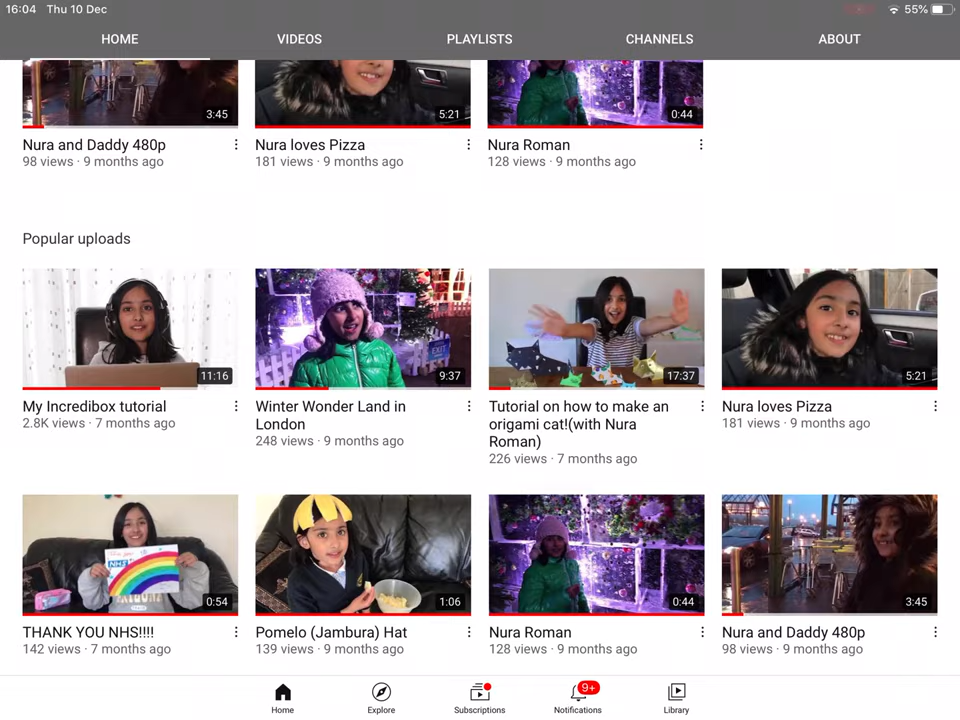 16:04 Thu 10 Dec
55%
HOME VIDEOS PLAYLISTS CHANNELS ABOUT
3:45 5:21 0:44
Nura and Daddy 480p
98 views · 9 months ago
Nura loves Pizza
181 views · 9 months ago
Nura Roman
128 views · 9 months ago
Popular uploads
EXIT
11:16 9:37 17:37 5:21
My Incredibox tutorial
2.8K views · 7 months ago
Winter Wonder Land in
London
248 views · 9 months ago
Tutorial on how to make an
origami cat!(with Nura
Roman)
226 views · 7 months ago
Nura loves Pizza
181 views · 9 months ago
NHS
0:54 1:06 0:44 3:45
THANK YOU NHS!!!!
142 views · 7 months ago
Pomelo (Jambura) Hat
139 views · 9 months ago
Nura Roman
128 views · 9 months ago
Nura and Daddy 480p
98 views · 9 months ago
9+
Home Explore Subscriptions Notifications Library